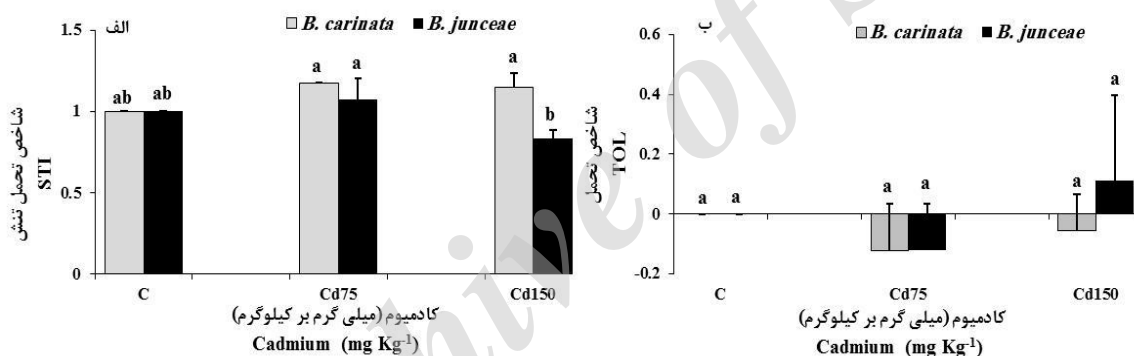 الف
B. carinata B. junceae
شاخص تحمل تنش
STI
1.5
1
0.5
0
ab ab
a a
a b
C Cd75 Cd150
کادمیوم (میلی گرم بر کیلوگرم)
Cadmium (mg Kg-1)
ب
B. carinata B. junceae
شاخص تحمل
TOL
0.6
0.4
0.2
0
-0.2
a a
a a
a a
C Cd75 Cd150
کادمیوم (میلی گرم بر کیلوگرم)
Cadmium (mg Kg-1)